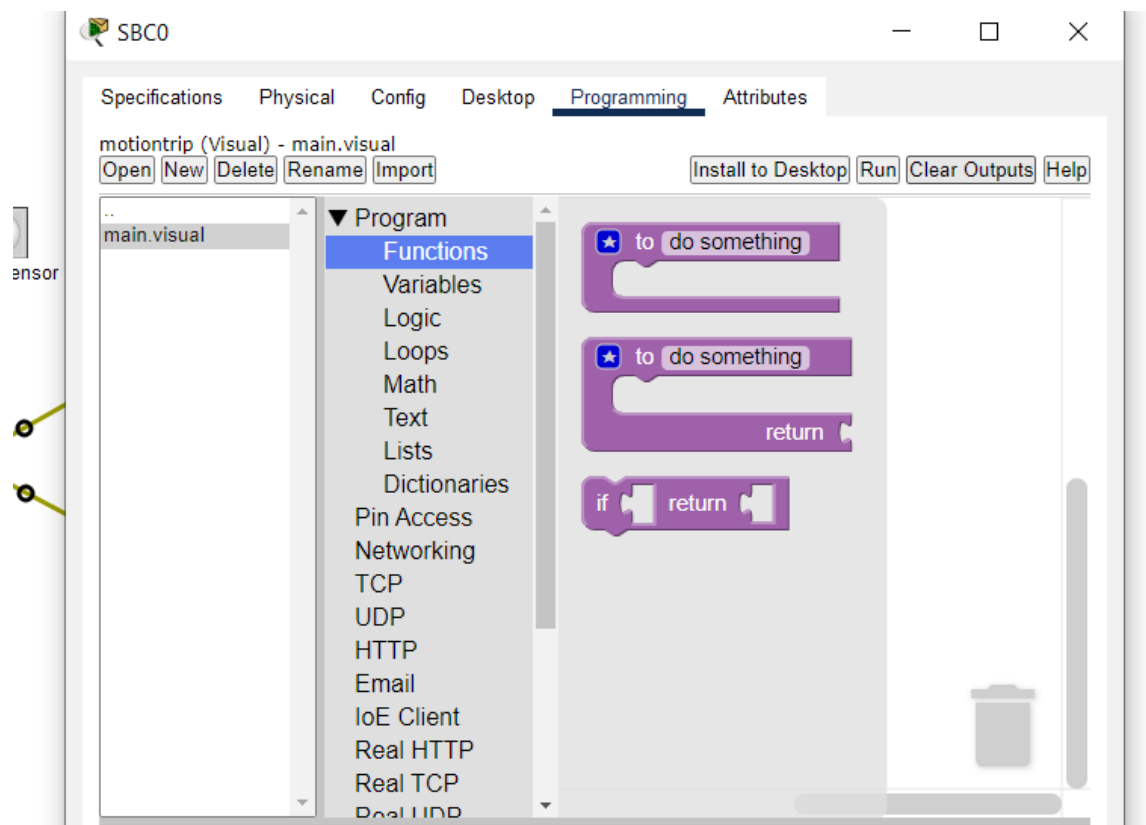 SBC0
Specifications Physical Config Desktop Programming Attributes
motiontrip (Visual) - main.visual
Open New Delete Rename Import Install to Desktop Run Clear Outputs Help
..
main.visual
ensor
▼ Program
Functions
Variables
Logic
Loops
Math
Text
Lists
Dictionaries
Pin Access
Networking
TCP
UDP
HTTP
Email
IoE Client
Real HTTP
Real TCP
Real UDP
to do something
to do something
return
if return